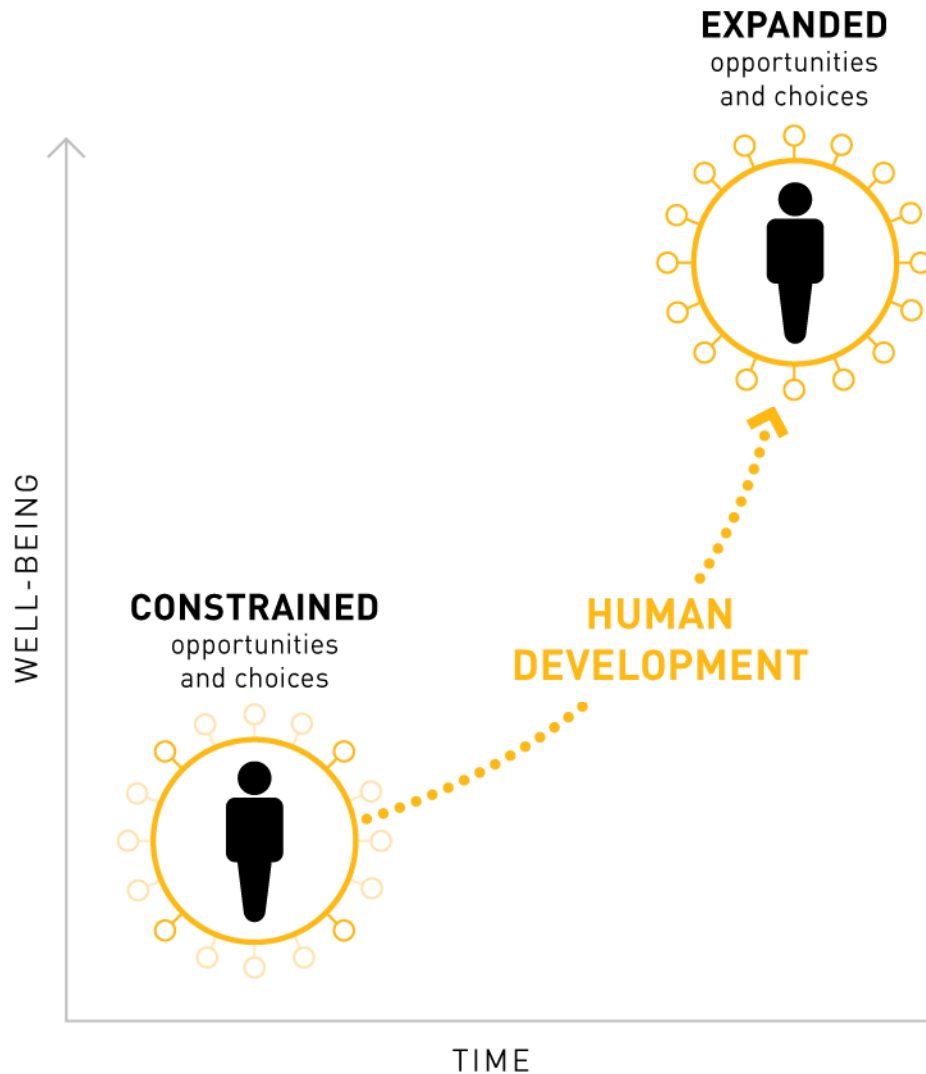 EXPANDED
opportunities
and choices
WELL-BEING
CONSTRAINED
opportunities
and choices
HUMAN
DEVELOPMENT
TIME